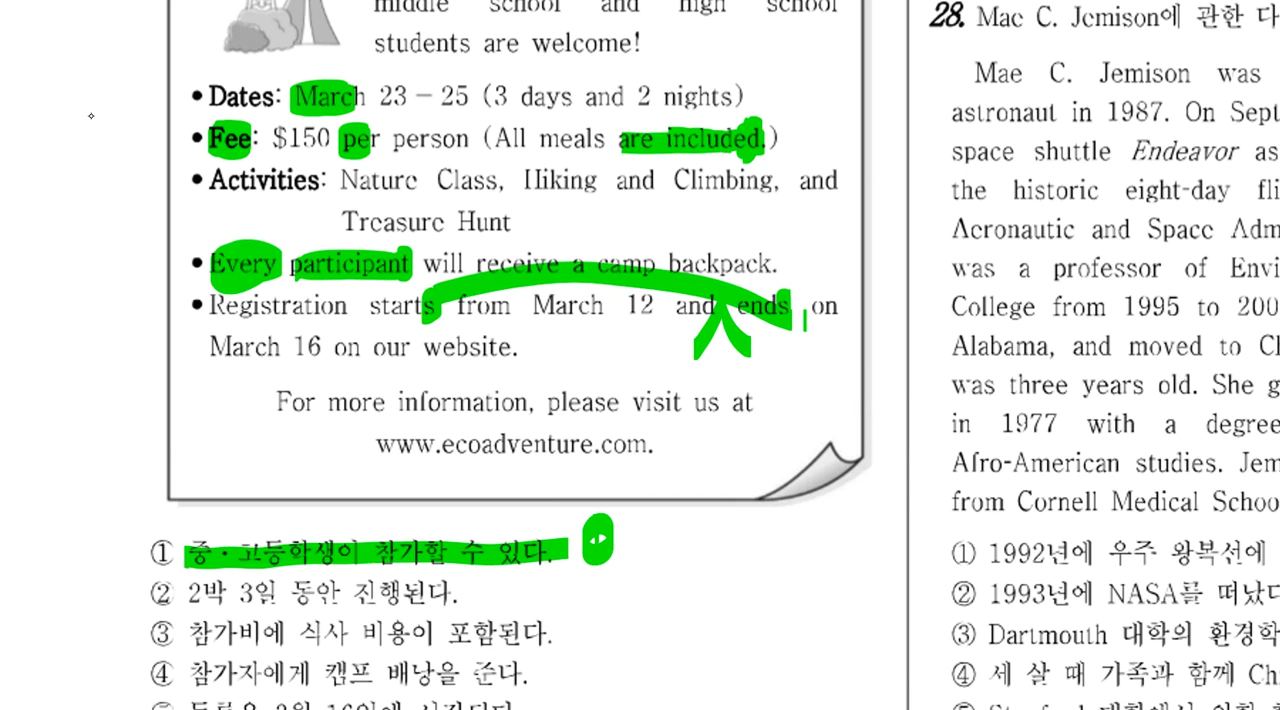 middle school and high school
students are welcome!
• Dates: March 23 – 25 (3 days and 2 nights)
• Fee: $150 per person (All meals are included.)
• Activities: Nature Class, Hiking and Climbing, and
Treasure Hunt
• Every participant will receive a camp backpack.
• Registration starts from March 12 and ends on
March 16 on our website.
For more information, please visit us at
www.ecoadventure.com.
① 중·고등학생이 참가할 수 있다.
② 2박 3일 동안 진행된다.
③ 참가비에 식사 비용이 포함된다.
④ 참가자에게 캠프 배낭을 준다.
28. Mae C. Jemison에 관한 다
Mae C. Jemison was
astronaut in 1987. On Sept
space shuttle Endeavor as
the historic eight-day fli
Aeronautic and Space Adm
was a professor of Envi
College from 1995 to 200
Alabama, and moved to Ch
was three years old. She g
in 1977 with a degree
Afro-American studies. Jem
from Cornell Medical Schoo
① 1992년에 우주 왕복선에
② 1993년에 NASA를 떠났다
③ Dartmouth 대학의 환경학
④ 세 살 때 가족과 함께 Chi